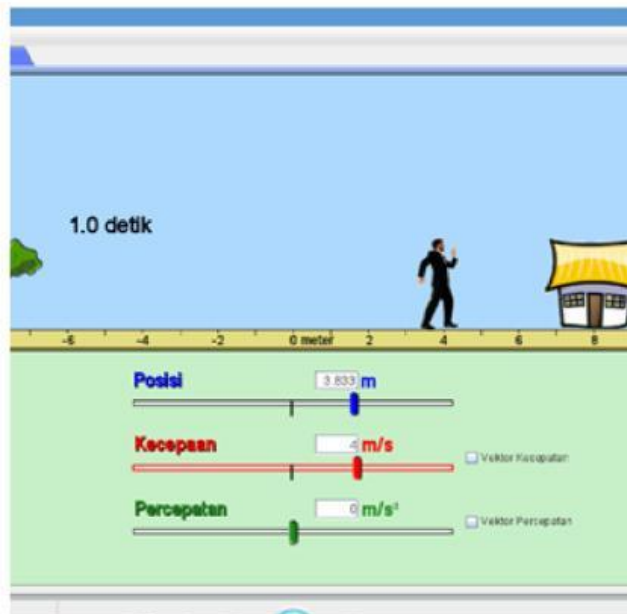 1.0 detik
-6 -4 -2 0 meter 2 4 6 8
Posisi 3.833 m
Kecepaan 4 m/s
Vektor Kecepatan
Percepatan 0 m/s²
Vektor Percepatan